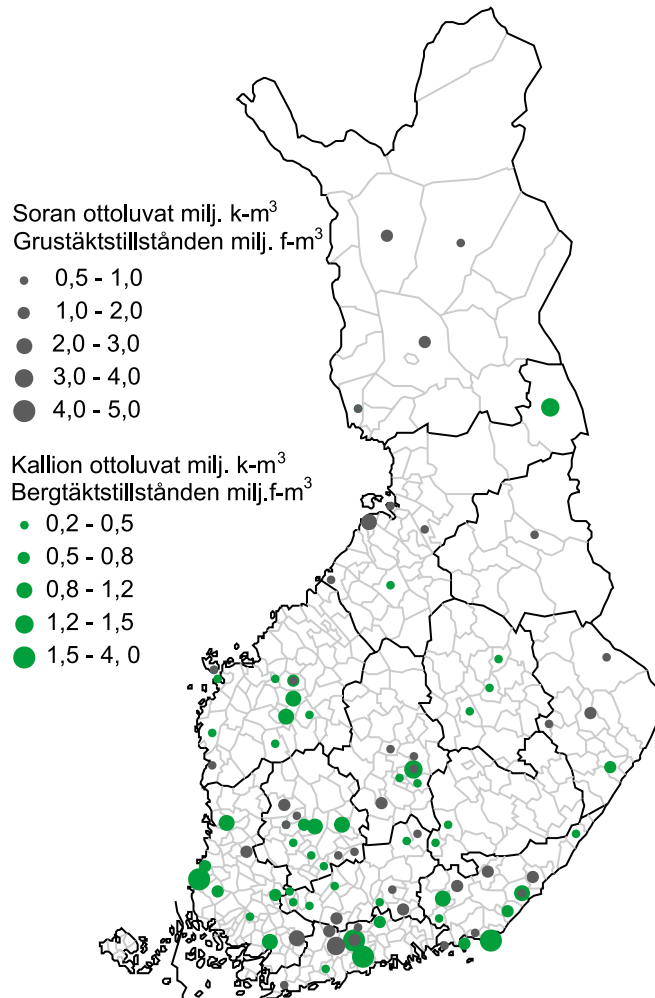 Soran ottoluvat milj. k-m³
Grustäktstillstånden milj. f-m³
0,5 - 1,0
1,0 - 2,0
2,0 - 3,0
3,0 - 4,0
4,0 - 5,0
Kallion ottoluvat milj. k-m³
Bergtäktstillstånden milj.f-m³
0,2 - 0,5
0,5 - 0,8
0,8 - 1,2
1,2 - 1,5
1,5 - 4, 0